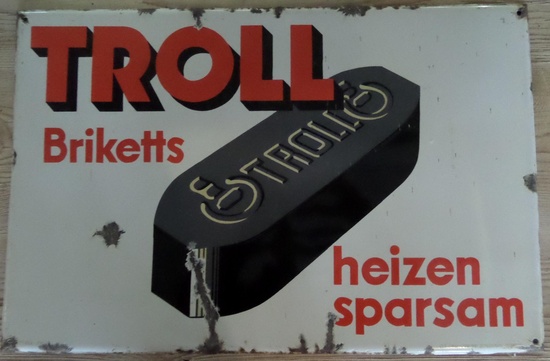 TROLL
Briketts
TROLL
heizen
sparsam